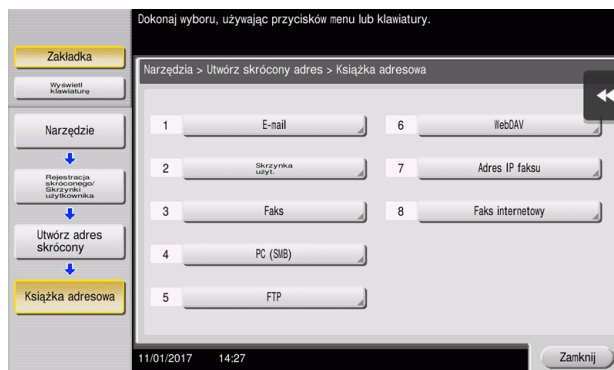 Dokonaj wyboru, używając przycisków menu lub klawiatury.
Zakładka
Wyświetl
klawiaturę
Narzędzie
Rejestracja
skróconego/
Skrzynki
użytkownika
Utwórz adres
skrócony
Książka adresowa
Narzędzia > Utwórz skrócony adres > Książka adresowa
1 E-mail
2 Skrzynka
użyt.
3 Faks
4 PC (SMB)
5 FTP
6 WebDAV
7 Adres IP faksu
8 Faks internetowy
11/01/2017 14:27
Zamknij